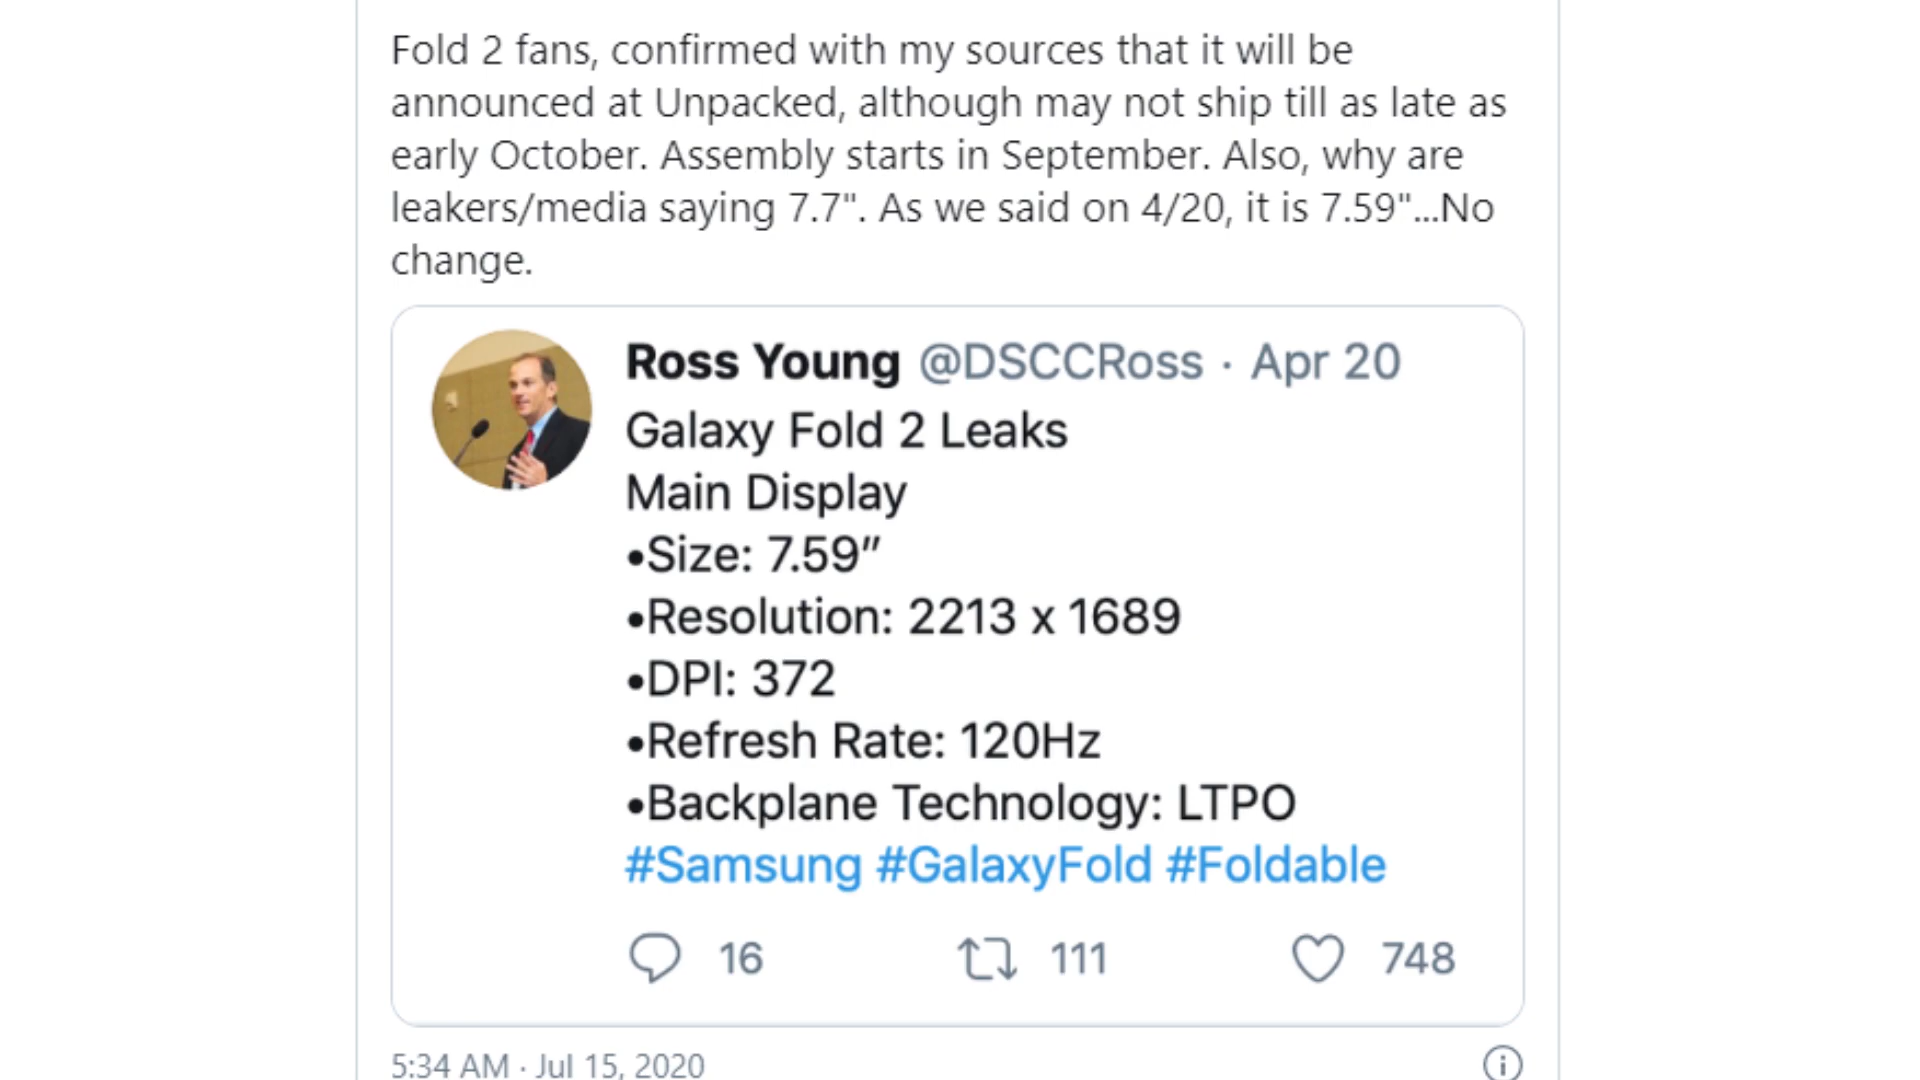 Fold 2 fans, confirmed with my sources that it will be
announced at Unpacked, although may not ship till as late as
early October. Assembly starts in September. Also, why are
leakers/media saying 7.7". As we said on 4/20, it is 7.59"...No
change.
Ross Young @DSCCRoss · Apr 20
Galaxy Fold 2 Leaks
Main Display
•Size: 7.59”
•Resolution: 2213 x 1689
•DPI: 372
•Refresh Rate: 120Hz
•Backplane Technology: LTPO
#Samsung #GalaxyFold #Foldable
16 111 748
5:34 AM · Jul 15, 2020